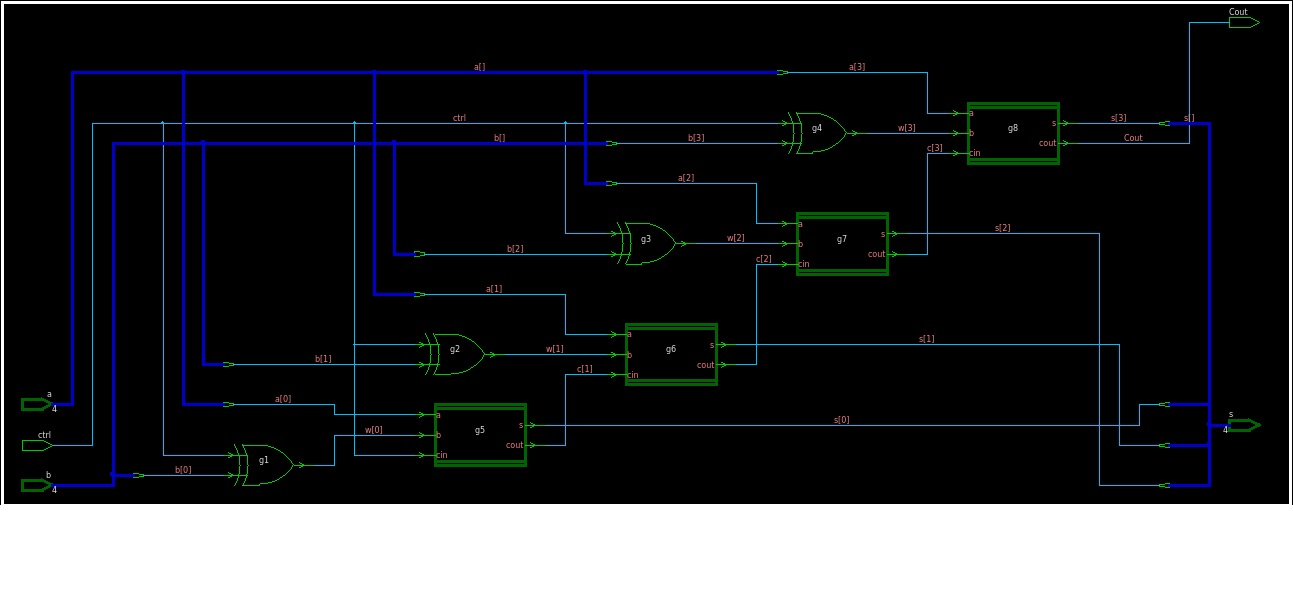 Cout
a[] a[3]
ctrl g4 w[3] a b cin g8 s cout s[3] s[]
b[] b[3] Cout
c[3]
a[2]
g3 w[2] a b cin g7 s cout s[2]
b[2] c[2]
a[1]
g2 w[1] a b cin g6 s cout s[1]
b[1] c[1]
a 4 a[0]
w[0] a b cin g5 s cout s[0] s 4
ctrl
g1
b 4 b[0]